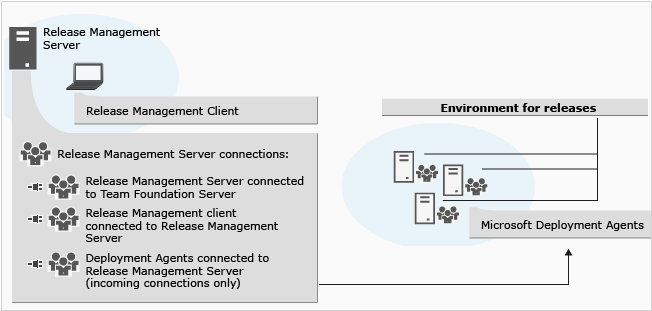 Release Management
Server
Release Management Client
Release Management Server connections:
Release Management Server connected
to Team Foundation Server
Release Management client
connected to Release Management
Server
Deployment Agents connected to
Release Management Server
(incoming connections only)
Environment for releases
Microsoft Deployment Agents